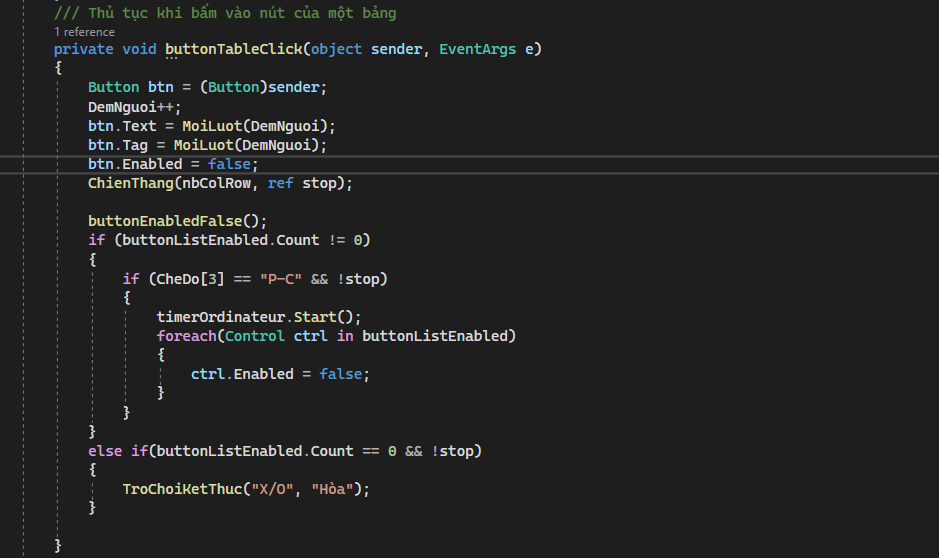 /// Thủ tục khi bấm vào nút của một bảng
1 reference
private void buttonTableClick(object sender, EventArgs e)
{
Button btn = (Button)sender;
DemNguoi++;
btn.Text = MoiLuot(DemNguoi);
btn.Tag = MoiLuot(DemNguoi);
btn.Enabled = false;
ChienThang(nbColRow, ref stop);
buttonEnabledFalse();
if (buttonListEnabled.Count != 0)
{
if (CheDo[3] == "P-C" && !stop)
{
timerOrdinateur.Start();
foreach(Control ctrl in buttonListEnabled)
{
ctrl.Enabled = false;
}
}
}
else if(buttonListEnabled.Count == 0 && !stop)
{
TroChoiKetThuc("X/O", "Hòa");
}
}